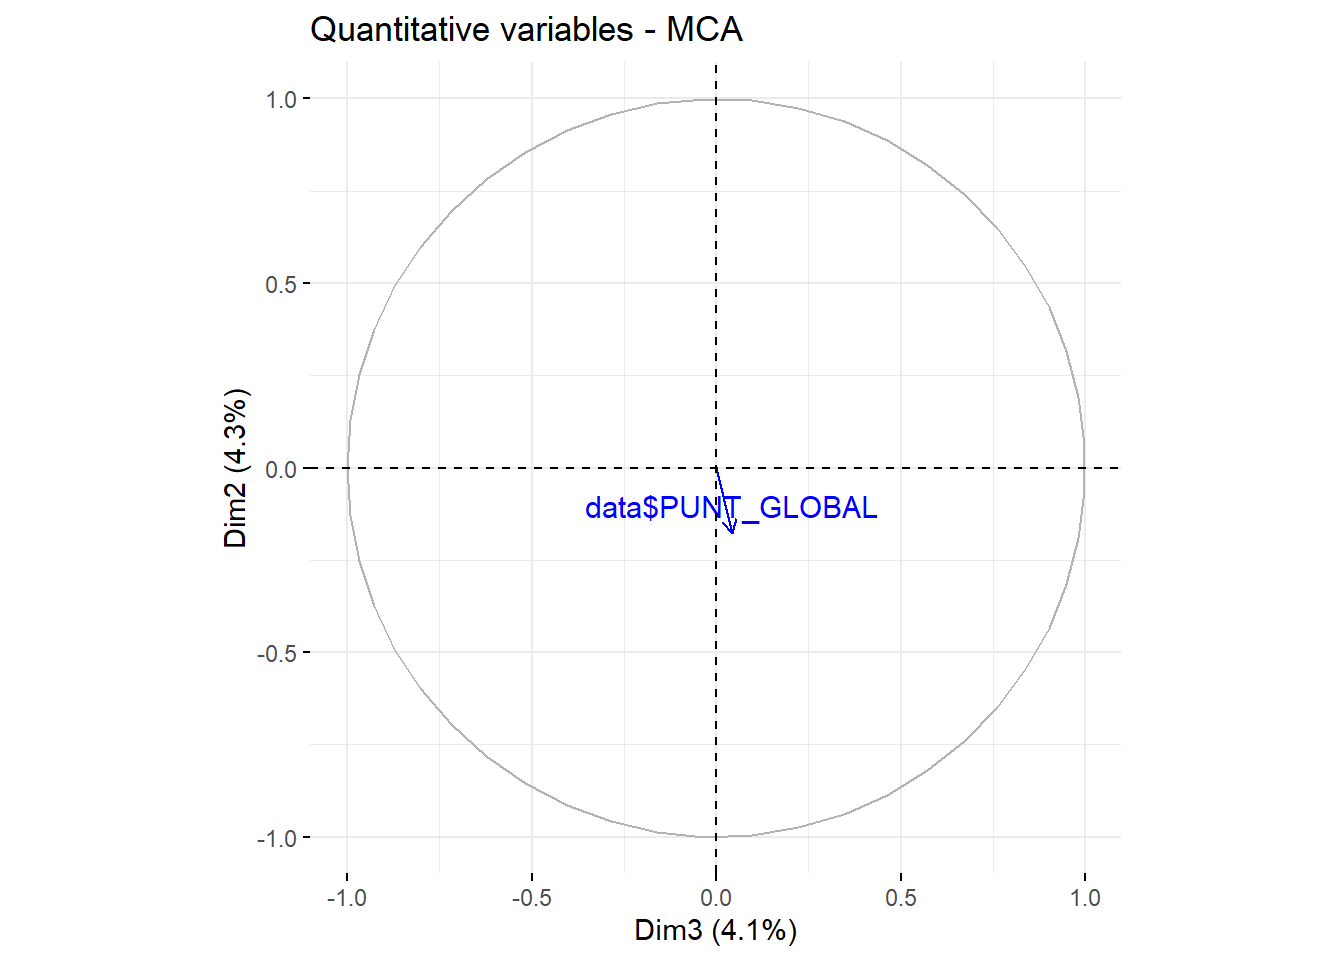 Quantitative variables - MCA
1.0
0.5
0.0
-0.5
-1.0
Dim2 (4.3%)
data$PUNT_GLOBAL
-1.0 -0.5 0.0 0.5 1.0
Dim3 (4.1%)